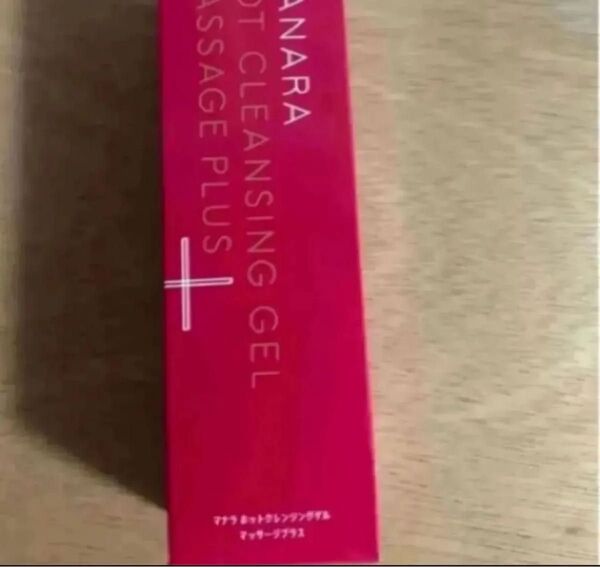 ANARA
OT CLEANSING GEL
ASSAGE PLUS
マナラ ホットクレンジングゲル
マッサージプラス